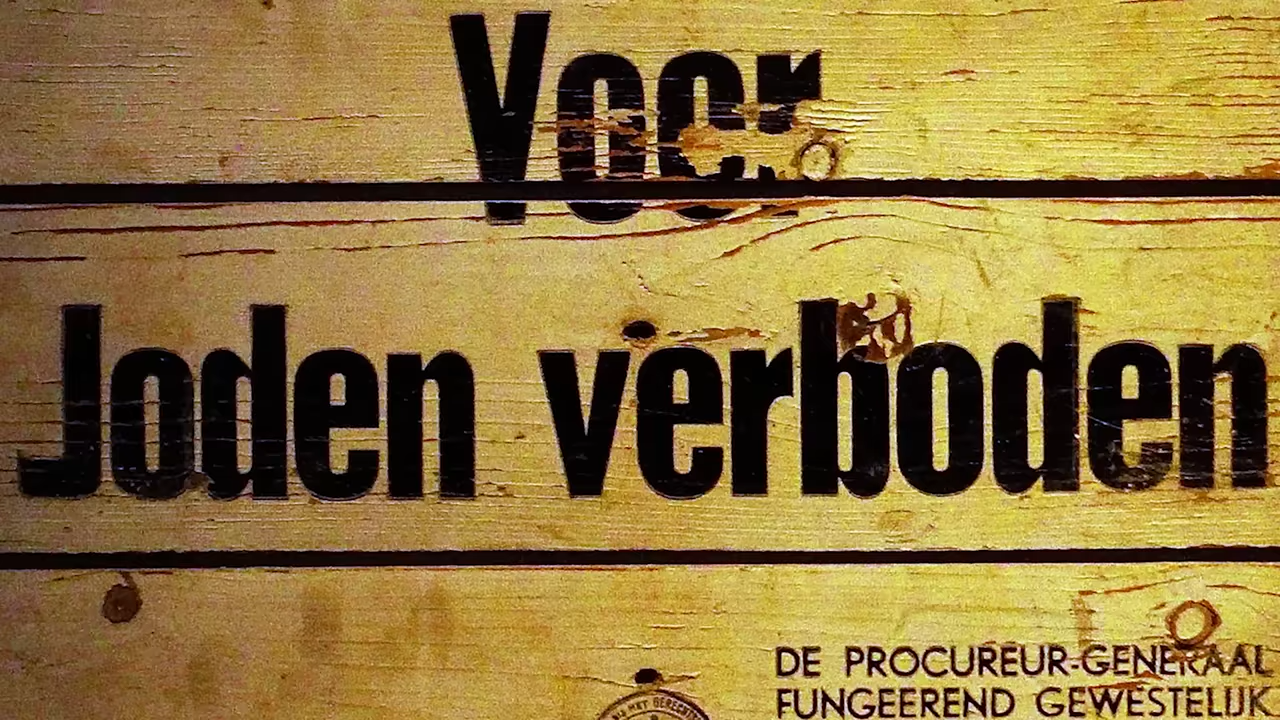 Voor
Joden verboden
DE PROCUREUR-GENERAAL
FUNGEEREND GEWESTELIJK